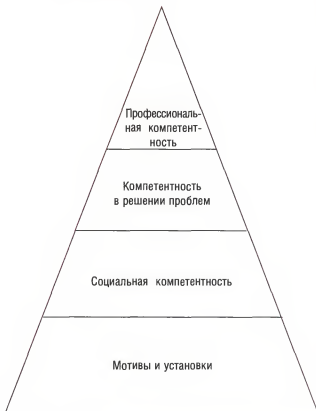 Профессиональ-
ная компетент-
ность
Компетентность
в решении проблем
Социальная компетентность
Мотивы и установки